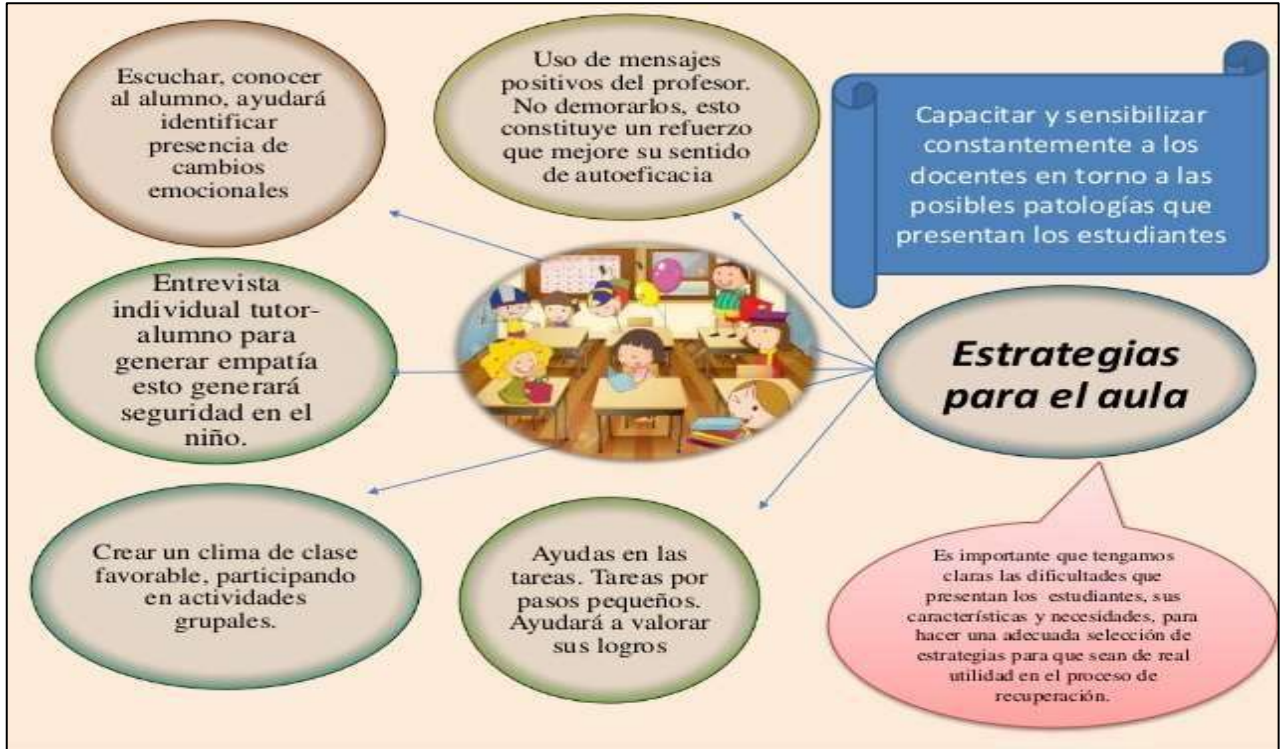 Escuchar, conocer
al alumno, ayudará
identificar
presencia de
cambios
emocionales
Uso de mensajes
positivos del profesor.
No demorarlos, esto
constituye un refuerzo
que mejore su sentido
de autoeficacia
Capacitar y sensibilizar
constantemente a los
docentes en torno a las
posibles patologías que
presentan los estudiantes
Entrevista
individual tutor-
alumno para
generar empatía
esto generará
seguridad en el
niño.
Estrategias
para el aula
Crear un clima de clase
favorable, participando
en actividades
grupales.
Ayudas en las
tareas. Tareas por
pasos pequeños.
Ayudará a valorar
sus logros
Es importante que tengamos
claras las dificultades que
presentan los estudiantes, sus
características y necesidades, para
hacer una adecuada selección de
estrategias para que sean de real
utilidad en el proceso de
recuperación.